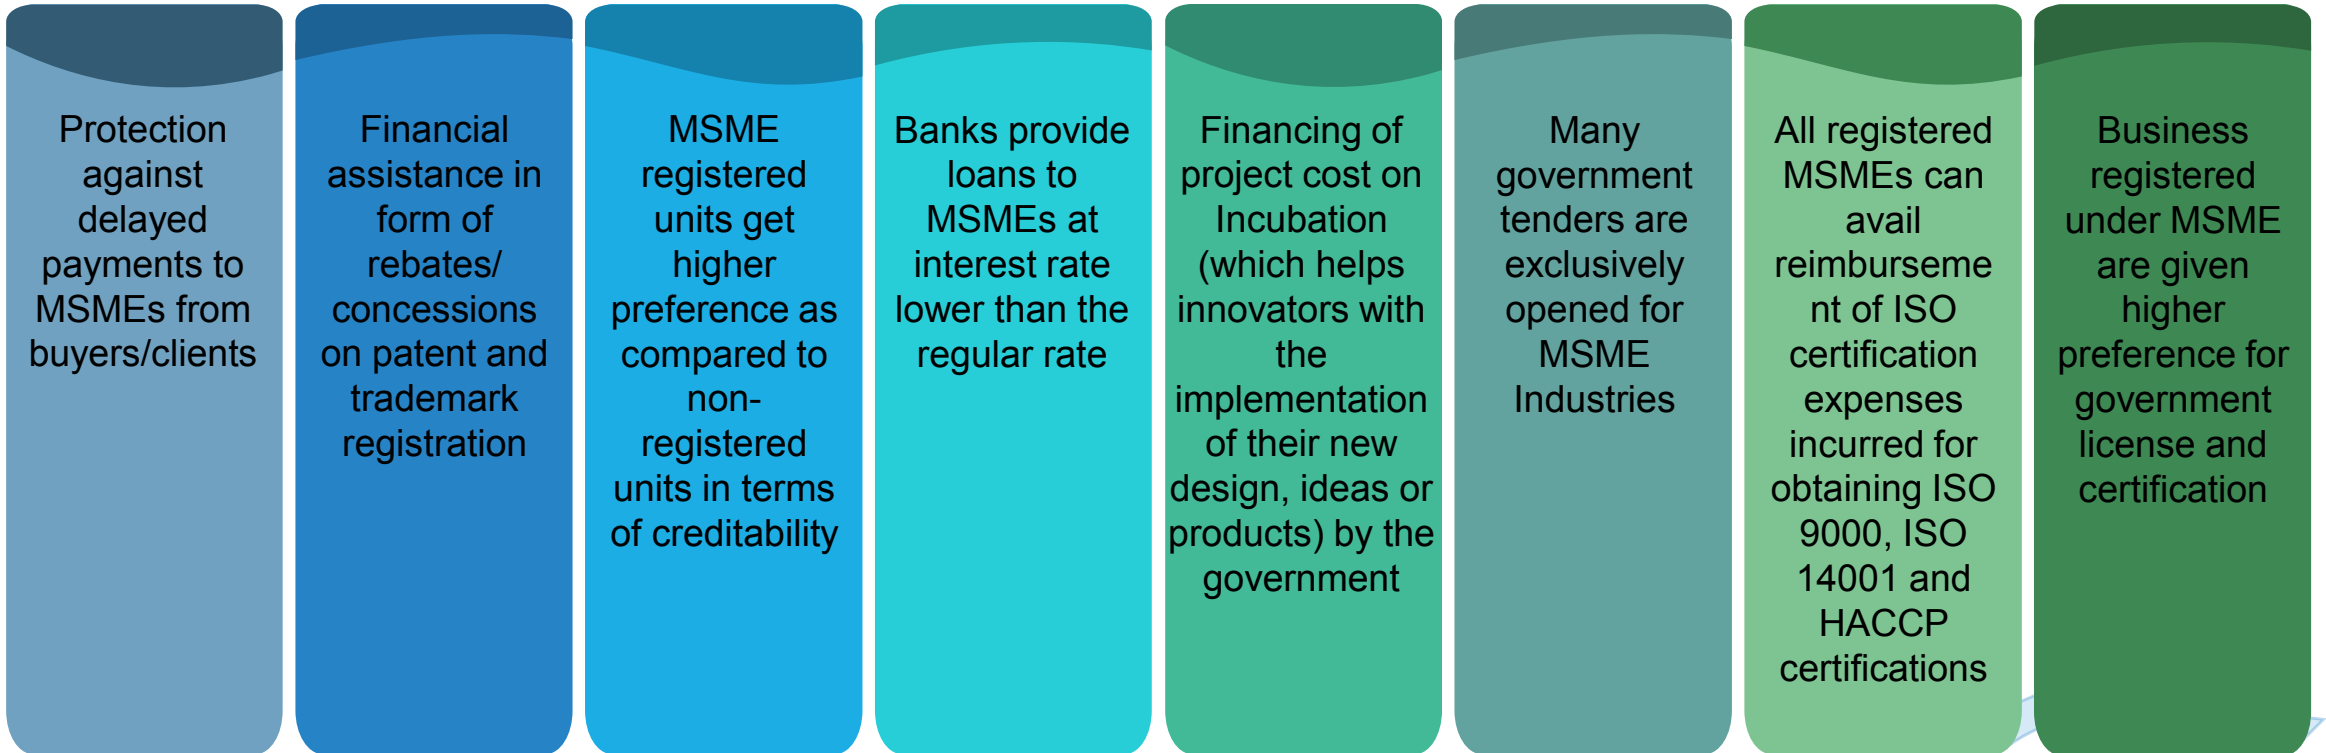 Protection
against
delayed
payments to
MSMEs from
buyers/clients
Financial
assistance in
form of
rebates/
concessions
on patent and
trademark
registration
MSME
registered
units get
higher
preference as
compared to
non-
registered
units in terms
of creditability
Banks provide
loans to
MSMEs at
interest rate
lower than the
regular rate
Financing of
project cost on
Incubation
(which helps
innovators with
the
implementation
of their new
design, ideas or
products) by the
government
Many
government
tenders are
exclusively
opened for
MSME
Industries
All registered
MSMEs can
avail
reimburseme
nt of ISO
certification
expenses
incurred for
obtaining ISO
9000, ISO
14001 and
HACCP
certifications
Business
registered
under MSME
are given
higher
preference for
government
license and
certification